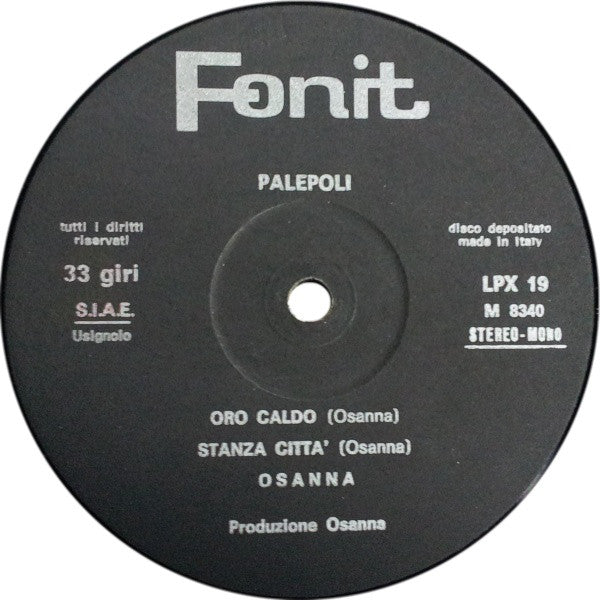 Fonit
PALEPOLI
tutti i diritti
riservati
33 giri
S.I.A.E.
Usignolo
disco depositato
made in Italy
LPX 19
M 8340
STEREO-MONO
ORO CALDO (Osanna)
STANZA CITTA' (Osanna)
OSANNA
Produzione Osanna